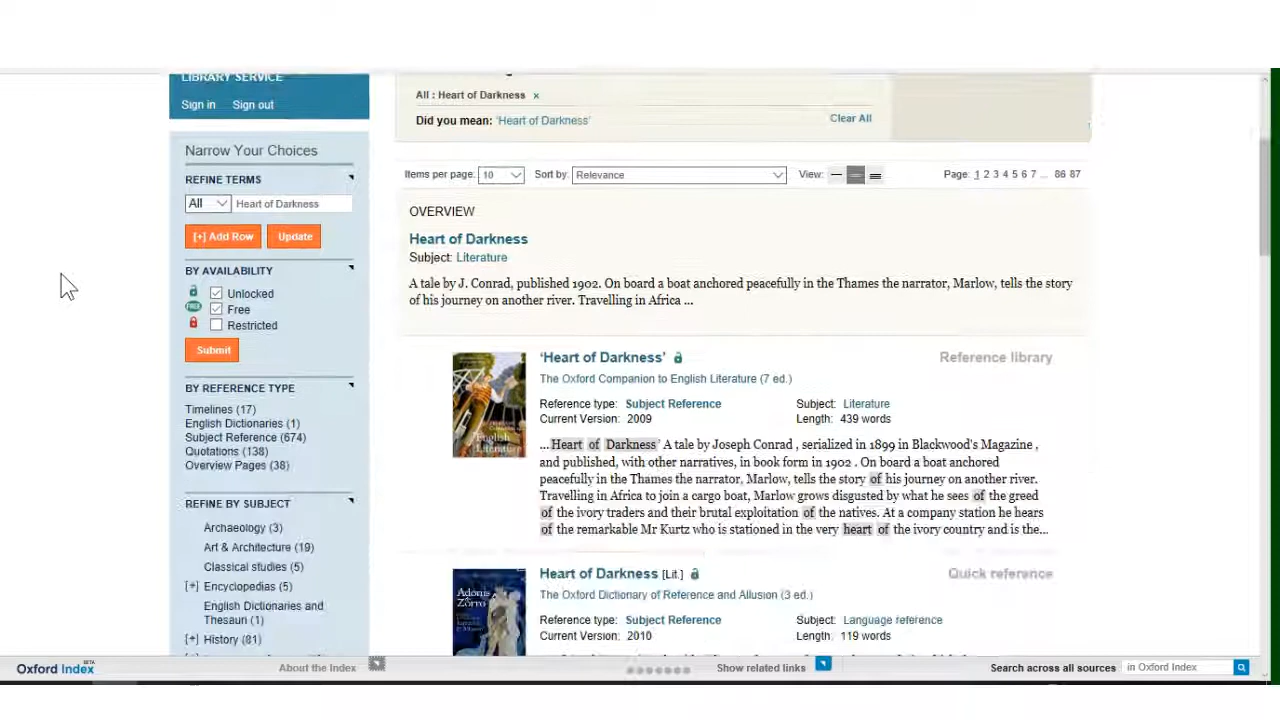 LIBRARY SERVICE
Sign in Sign out
All : Heart of Darkness ×
Did you mean: 'Heart of Darkness' Clear All
Narrow Your Choices
REFINE TERMS
All Heart of Darkness
[+] Add Row Update
BY AVAILABILITY
Unlocked
FREE Free
Restricted
Submit
BY REFERENCE TYPE
Timelines (17)
English Dictionaries (1)
Subject Reference (674)
Quotations (138)
Overview Pages (38)
REFINE BY SUBJECT
Archaeology (3)
Art & Architecture (19)
Classical studies (5)
[+] Encyclopedias (5)
English Dictionaries and
Thesauri (1)
[+] History (81)
Items per page: 10 Sort by: Relevance View: Page: 1 2 3 4 5 6 7 ... 86 87
OVERVIEW
Heart of Darkness
Subject: Literature
A tale by J. Conrad, published 1902. On board a boat anchored peacefully in the Thames the narrator, Marlow, tells the story
of his journey on another river. Travelling in Africa ...
English
Literature
'Heart of Darkness' Reference library
The Oxford Companion to English Literature (7 ed.)
Reference type: Subject Reference Subject: Literature
Current Version: 2009 Length: 439 words
...Heart of Darkness' A tale by Joseph Conrad , serialized in 1899 in Blackwood's Magazine ,
and published, with other narratives, in book form in 1902 . On board a boat anchored
peacefully in the Thames the narrator, Marlow, tells the story of his journey on another river.
Travelling in Africa to join a cargo boat, Marlow grows disgusted by what he sees of the greed
of the ivory traders and their brutal exploitation of the natives. At a company station he hears
of the remarkable Mr Kurtz who is stationed in the very heart of the ivory country and is the...
Adonis
to
Zorro
Heart of Darkness [Lit.] Quick reference
The Oxford Dictionary of Reference and Allusion (3 ed.)
Reference type: Subject Reference Subject: Language reference
Current Version: 2010 Length: 119 words
Oxford Index BETA About the Index Show related links Search across all sources in Oxford Index